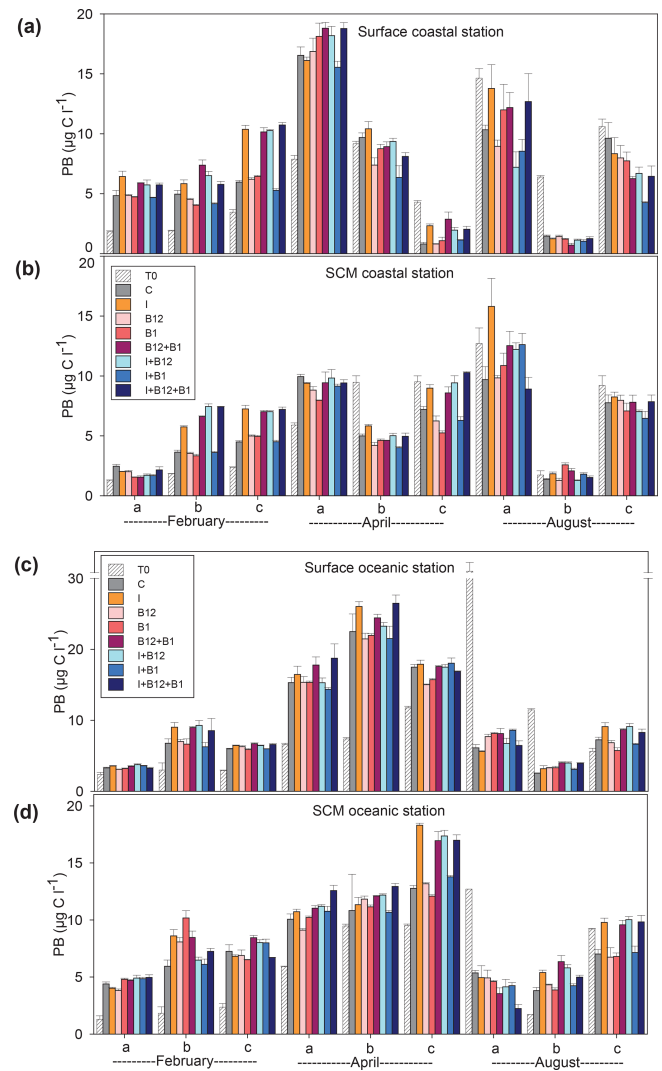 (a)
Surface coastal station
PB (µg C l⁻¹)
20
15
10
5
0
(b)
SCM coastal station
PB (µg C l⁻¹)
15
10
5
0
T0
C
I
B12
B1
B12+B1
I+B12
I+B1
I+B12+B1
a b c a b c a b c
---------February--------- ----------April----------- ---------August---------
(c)
Surface oceanic station
PB (µg C l⁻¹)
30
20
10
0
T0
C
I
B12
B1
B12+B1
I+B12
I+B1
I+B12+B1
(d)
SCM oceanic station
PB (µg C l⁻¹)
20
15
10
5
0
a b c a b c a b c
---------February--------- ----------April----------- ---------August---------